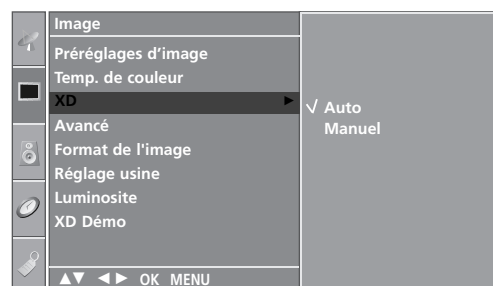 Image
Préréglages d’image
Temp. de couleur
XD ►
√ Auto
Manuel
Avancé
Format de l'image
Réglage usine
Luminosite
XD Démo
▲▼ ◄► OK MENU